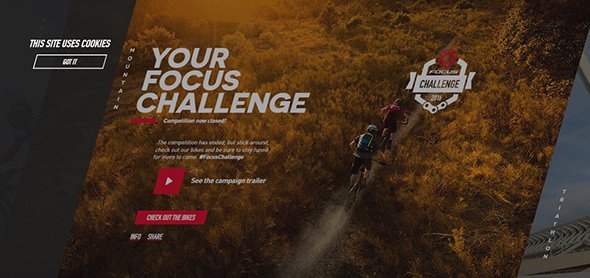 THIS SITE USES COOKIES
GOT IT
MOUNTAIN
YOUR
FOCUS
CHALLENGE
Competition now closed!
The competition has ended, but stick around,
check out our bikes and be sure to stay tuned
for more to come. #FocusChallenge
See the campaign trailer
CHECK OUT THE BIKES
INFO SHARE
FOCUS
CHALLENGE
2014
TRIATHLON